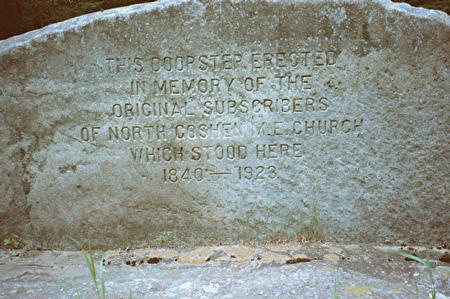 THIS DOORSTEP ERECTED
IN MEMORY OF THE
ORIGINAL SUBSCRIBERS
OF NORTH GOSHEN M.E. CHURCH
WHICH STOOD HERE
1840 — 1923